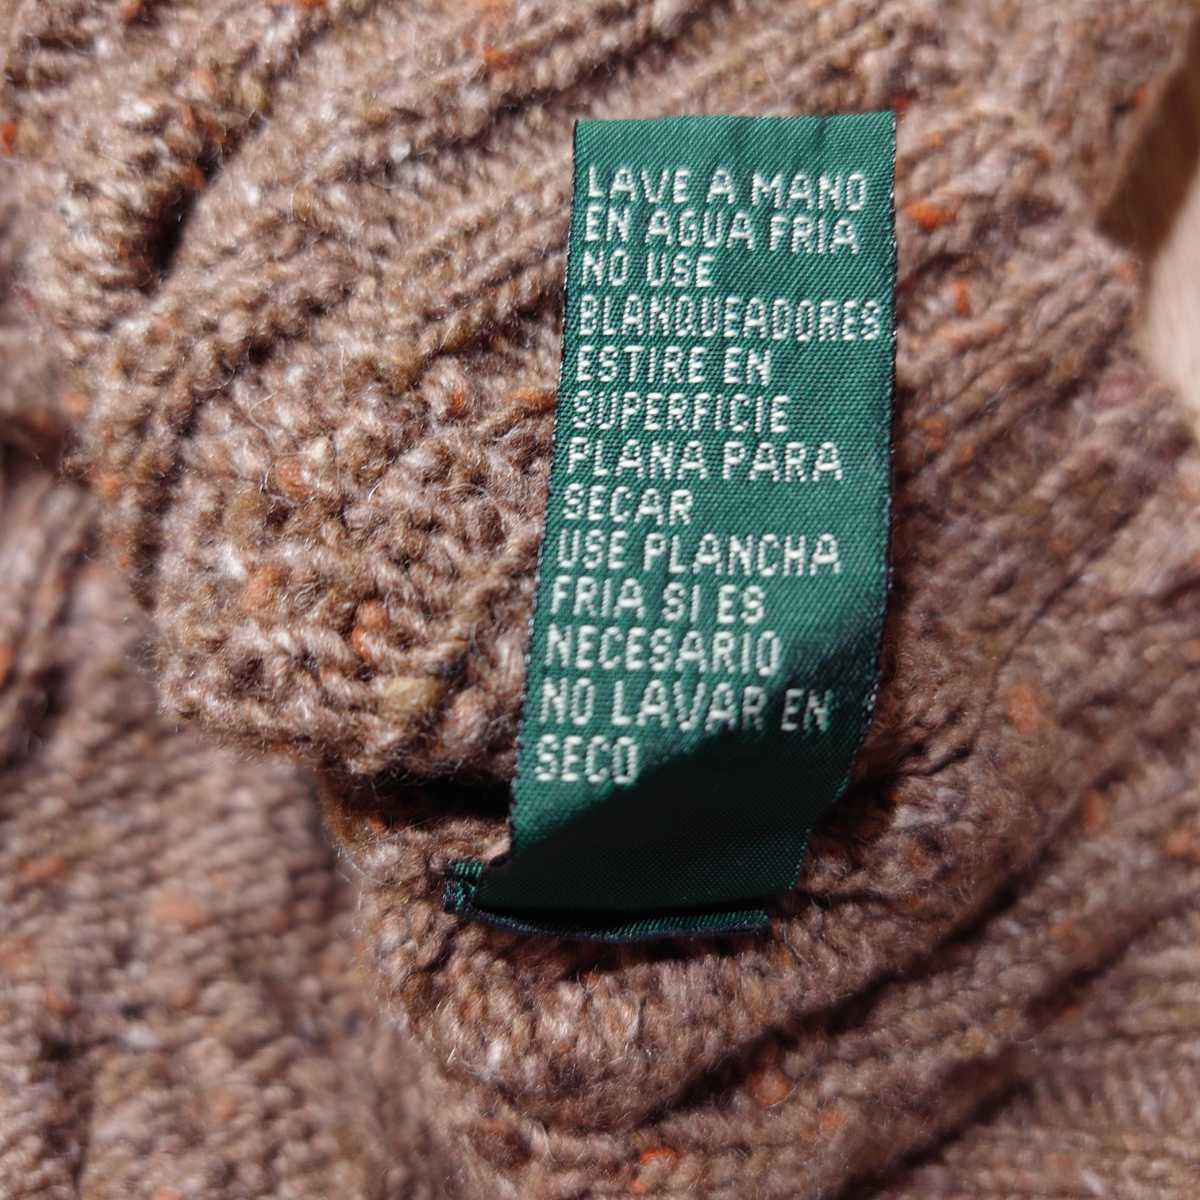 LAVE A MANO
EN AGUA FRIA
NO USE
BLANQUEADORES
ESTIRE EN
SUPERFICIE
PLANA PARA
SECAR
USE PLANCHA
FRIA SI ES
NECESARIO
NO LAVAR EN
SECO